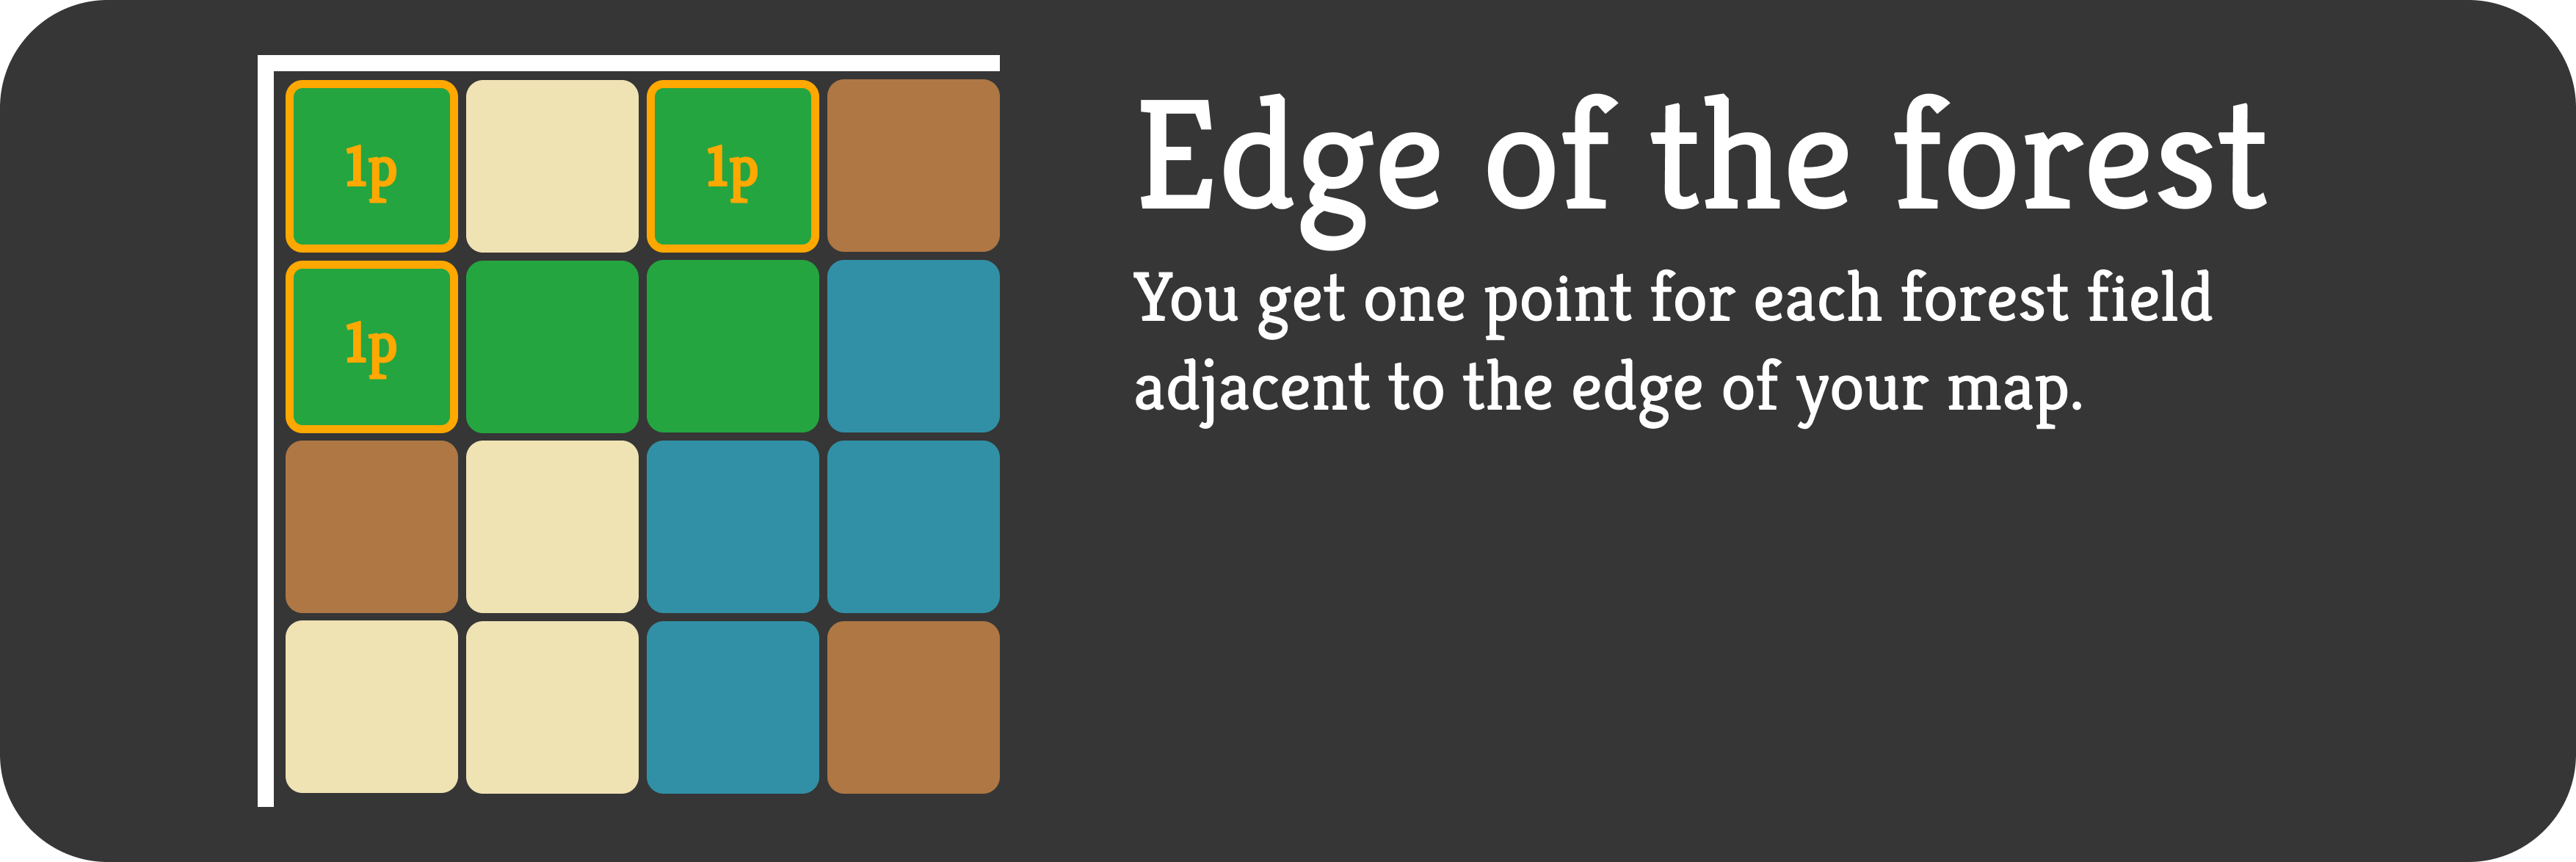 1p 1p
1p
Edge of the forest
You get one point for each forest field
adjacent to the edge of your map.